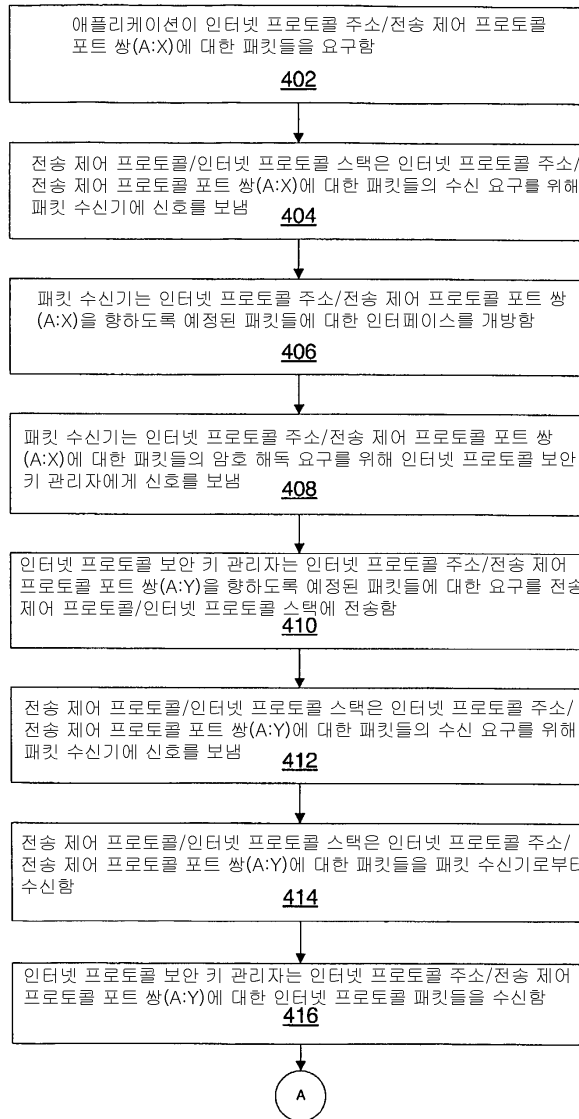 애플리케이션이 인터넷 프로토콜 주소/전송 제어 프로토콜
포트 쌍(A:X)에 대한 패킷들을 요구함
402
전송 제어 프로토콜/인터넷 프로토콜 스택은 인터넷 프로토콜 주소/
전송 제어 프로토콜 포트 쌍(A:X)에 대한 패킷들의 수신 요구를 위해
패킷 수신기에 신호를 보냄
404
패킷 수신기는 인터넷 프로토콜 주소/전송 제어 프로토콜 포트 쌍
(A:X)을 향하도록 예정된 패킷들에 대한 인터페이스를 개방함
406
패킷 수신기는 인터넷 프로토콜 주소/전송 제어 프로토콜 포트 쌍
(A:X)에 대한 패킷들의 암호 해독 요구를 위해 인터넷 프로토콜 보안
키 관리자에게 신호를 보냄
408
인터넷 프로토콜 보안 키 관리자는 인터넷 프로토콜 주소/전송 제어
프로토콜 포트 쌍(A:Y)을 향하도록 예정된 패킷들에 대한 요구를 전송
제어 프로토콜/인터넷 프로토콜 스택에 전송함
410
전송 제어 프로토콜/인터넷 프로토콜 스택은 인터넷 프로토콜 주소/
전송 제어 프로토콜 포트 쌍(A:Y)에 대한 패킷들의 수신 요구를 위해
패킷 수신기에 신호를 보냄
412
전송 제어 프로토콜/인터넷 프로토콜 스택은 인터넷 프로토콜 주소/
전송 제어 프로토콜 포트 쌍(A:Y)에 대한 패킷들을 패킷 수신기로부터
수신함
414
인터넷 프로토콜 보안 키 관리자는 인터넷 프로토콜 주소/전송 제어
프로토콜 포트 쌍(A:Y)에 대한 인터넷 프로토콜 패킷들을 수신함
416
A